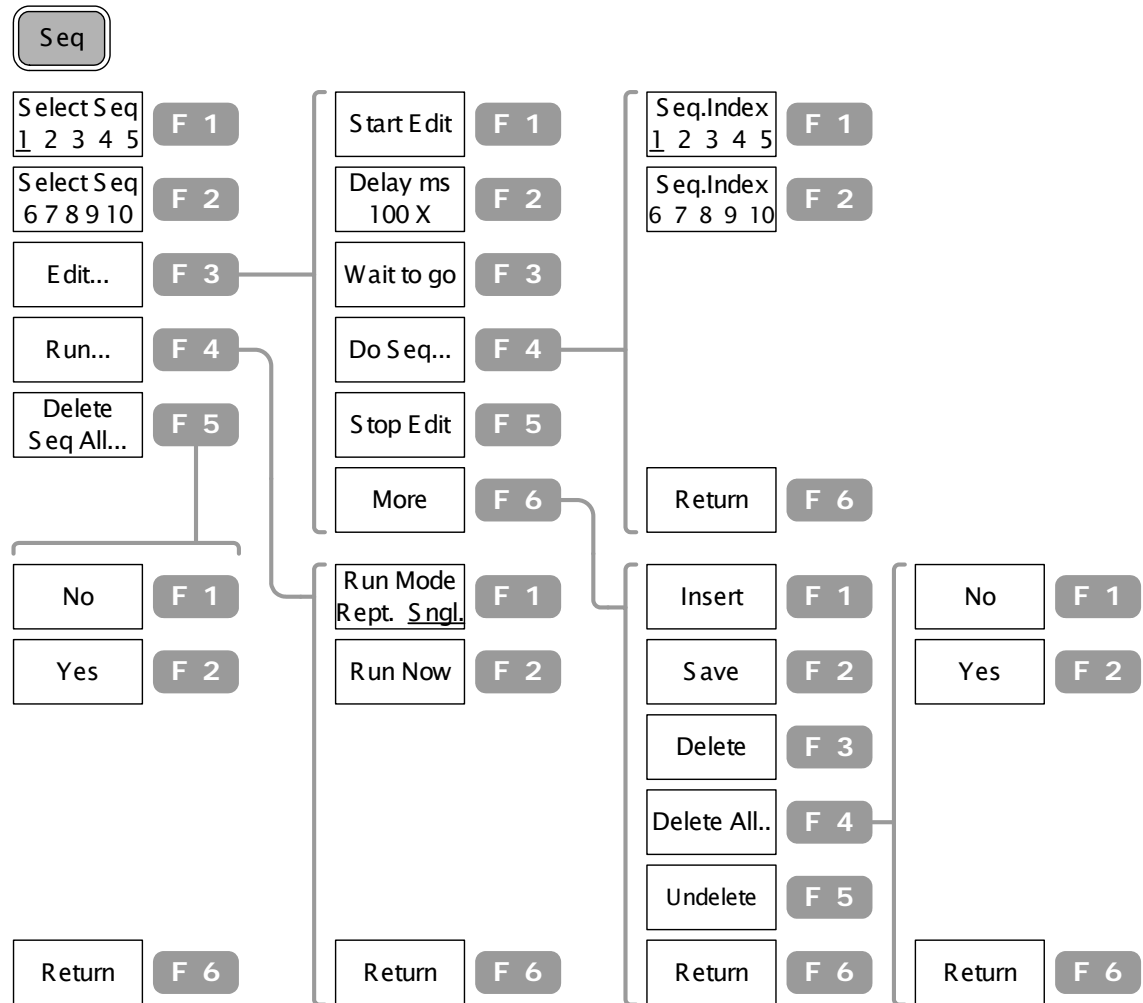 Seq
Select Seq
1 2 3 4 5
F 1
Select Seq
6 7 8 9 10
F 2
Edit...
F 3
Run...
F 4
Delete
Seq All...
F 5
No
F 1
Yes
F 2
Return
F 6
Start Edit
F 1
Delay ms
100 X
F 2
Wait to go
F 3
Do Seq...
F 4
Stop Edit
F 5
More
F 6
Run Mode
Rept. Sngl.
F 1
Run Now
F 2
Return
F 6
Seq.Index
1 2 3 4 5
F 1
Seq.Index
6 7 8 9 10
F 2
Return
F 6
Insert
F 1
Save
F 2
Delete
F 3
Delete All..
F 4
Undelete
F 5
Return
F 6
No
F 1
Yes
F 2
Return
F 6